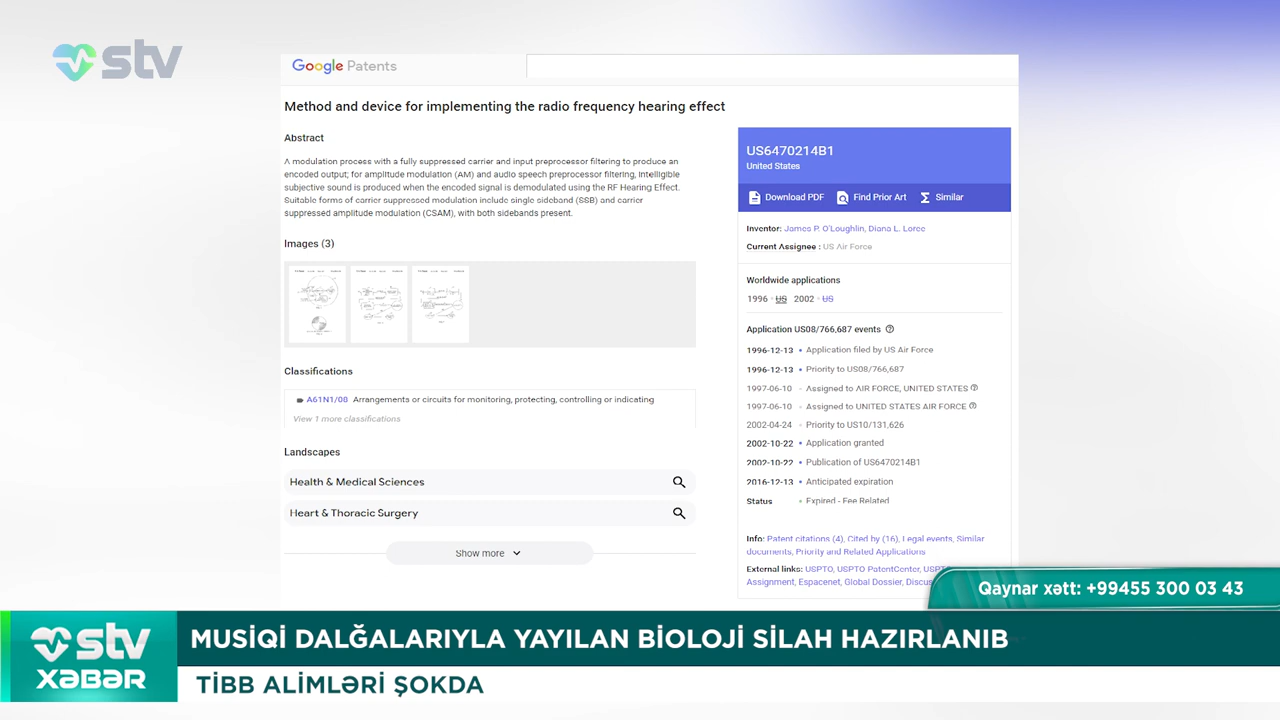 stv
Google Patents
Method and device for implementing the radio frequency hearing effect
Abstract
A modulation process with a fully suppressed carrier and input preprocessor filtering to produce an
encoded output; for amplitude modulation (AM) and audio speech preprocessor filtering, intelligible
subjective sound is produced when the encoded signal is demodulated using the RF Hearing Effect.
Suitable forms of carrier suppressed modulation include single sideband (SSB) and carrier
suppressed amplitude modulation (CSAM), with both sidebands present.
Images (3)
Classifications
A61N1/08 Arrangements or circuits for monitoring, protecting, controlling or indicating
View 1 more classifications
Landscapes
Health & Medical Sciences
Heart & Thoracic Surgery
Show more
US6470214B1
United States
Download PDF Find Prior Art Similar
Inventor: James P. O'Loughlin, Diana L. Loree
Current Assignee : US Air Force
Worldwide applications
1996 · US 2002 · US
Application US08/766,687 events
1996-12-13 • Application filed by US Air Force
1996-12-13 • Priority to US08/766,687
1997-06-10 • Assigned to AIR FORCE, UNITED STATES
1997-06-10 • Assigned to UNITED STATES AIR FORCE
2002-04-24 • Priority to US10/131,626
2002-10-22 • Application granted
2002-10-22 • Publication of US6470214B1
2016-12-13 • Anticipated expiration
Status • Expired - Fee Related
Info: Patent citations (4), Cited by (16), Legal events, Similar
documents, Priority and Related Applications
External links: USPTO, USPTO PatentCenter, USPT
Assignment, Espacenet, Global Dossier, Discus
Qaynar xətt: +99455 300 03 43
stv
XƏBƏR
MUSİQİ DALĞALARIYLA YAYILAN BİOLOJİ SİLAH HAZIRLANIB
TİBB ALİMLƏRİ ŞOKDA